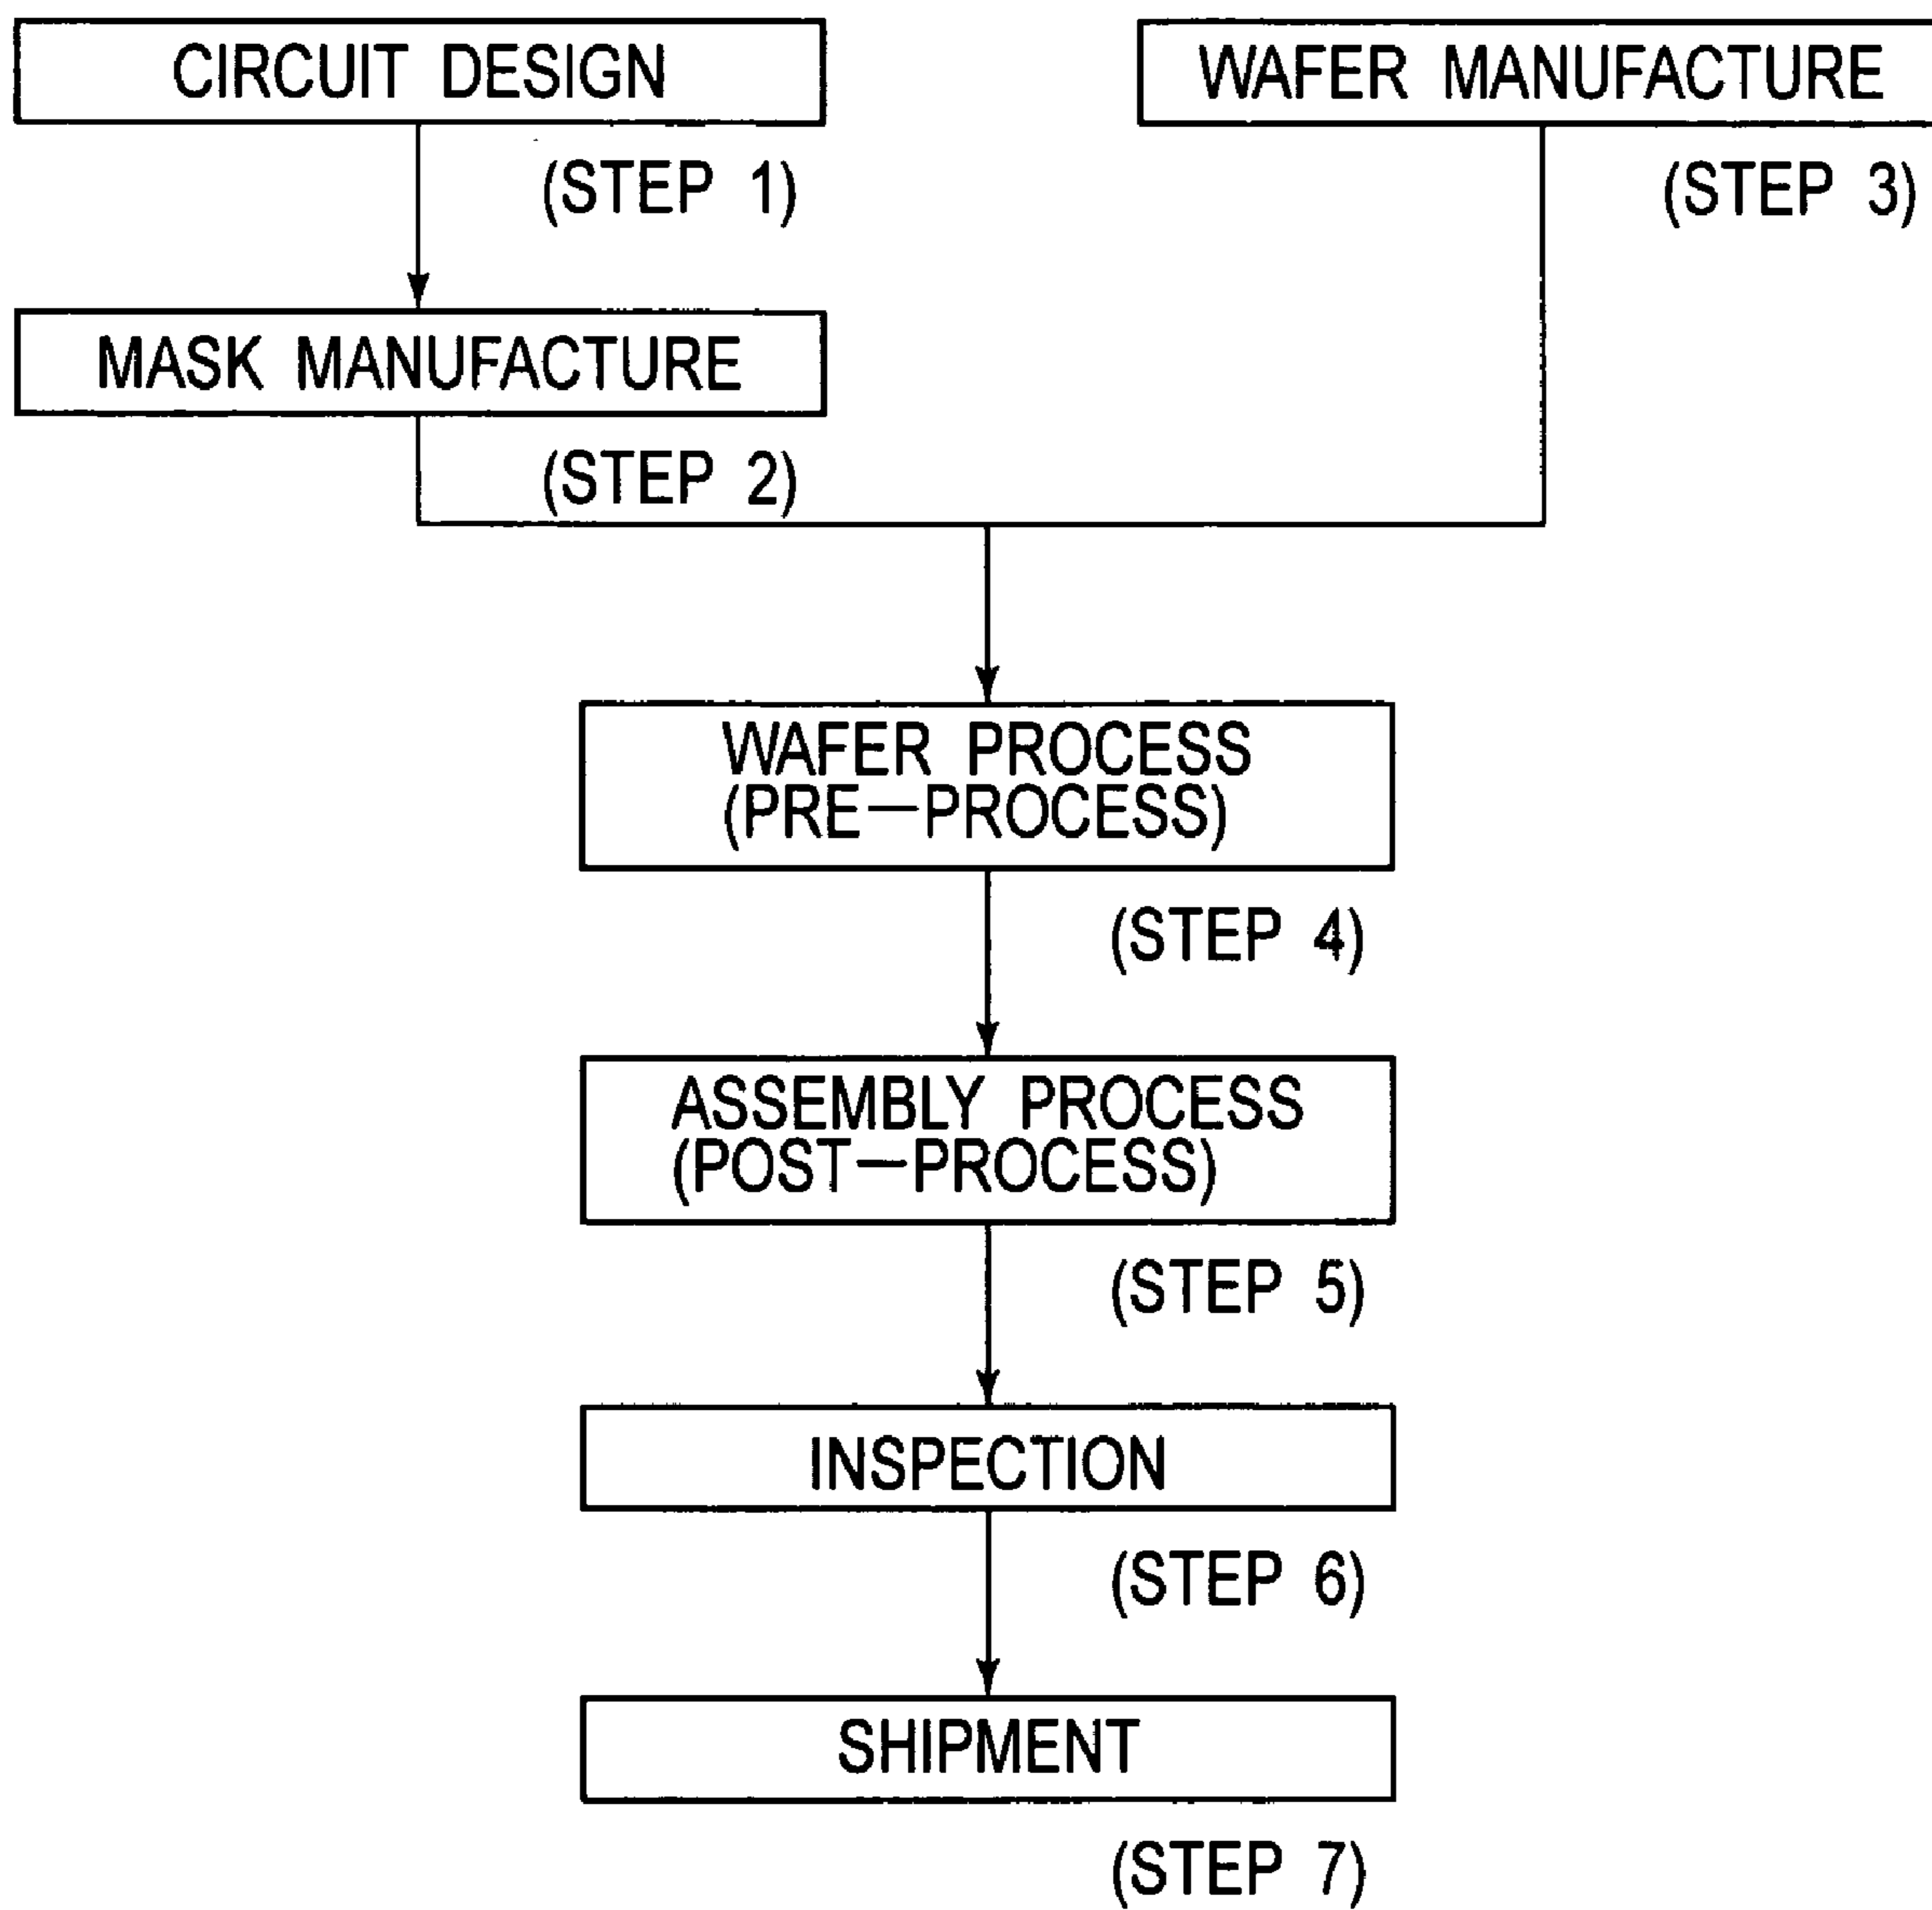 CIRCUIT DESIGN
(STEP 1)
WAFER MANUFACTURE
(STEP 3)
MASK MANUFACTURE
(STEP 2)
WAFER PROCESS
(PRE—PROCESS)
(STEP 4)
ASSEMBLY PROCESS
(POST—PROCESS)
(STEP 5)
INSPECTION
(STEP 6)
SHIPMENT
(STEP 7)